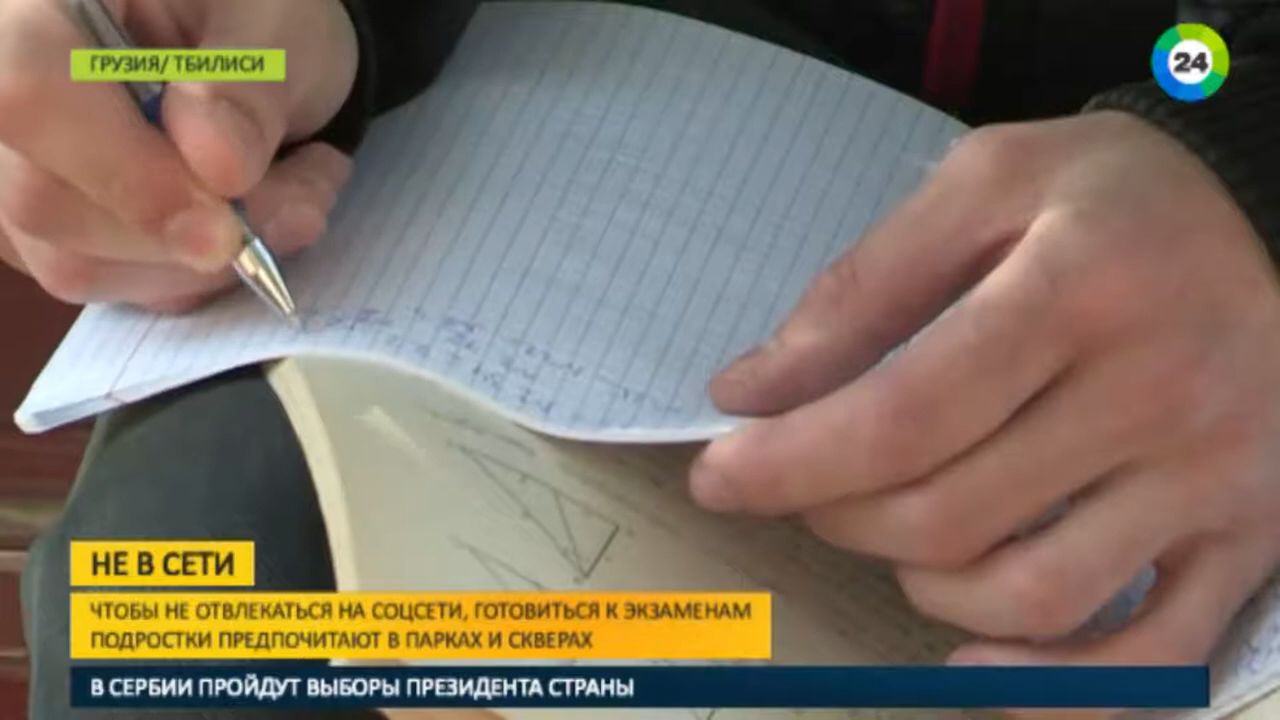 ГРУЗИЯ/ ТБИЛИСИ
24
НЕ В СЕТИ
ЧТОБЫ НЕ ОТВЛЕКАТЬСЯ НА СОЦСЕТИ, ГОТОВИТЬСЯ К ЭКЗАМЕНАМ
ПОДРОСТКИ ПРЕДПОЧИТАЮТ В ПАРКАХ И СКВЕРАХ
В СЕРБИИ ПРОЙДУТ ВЫБОРЫ ПРЕЗИДЕНТА СТРАНЫ